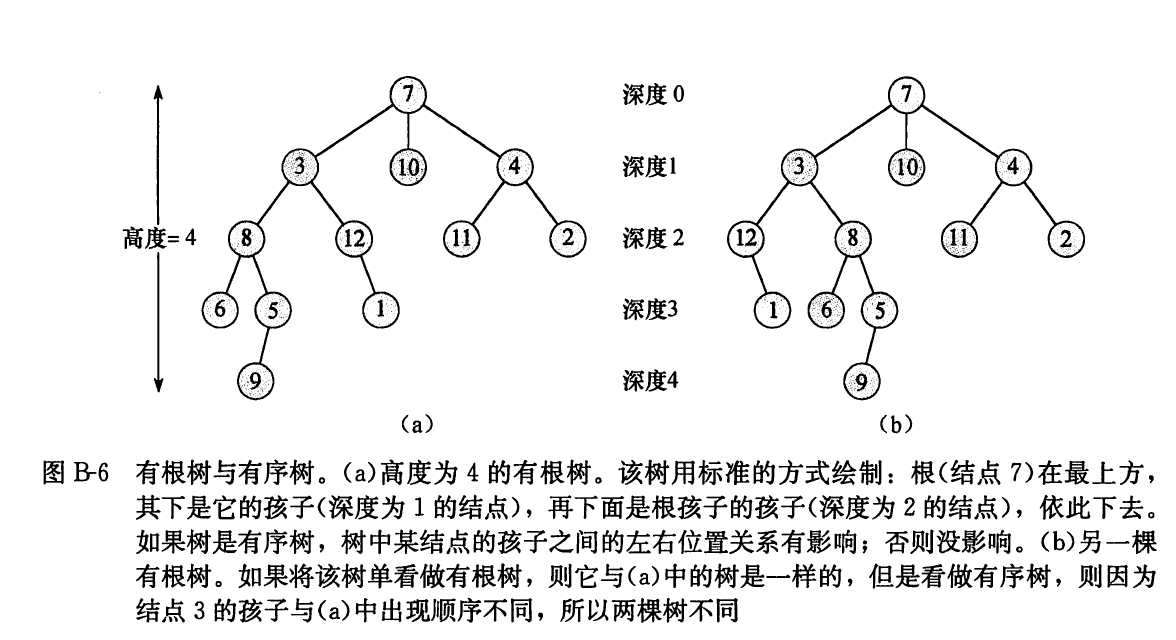 7
深度 0
7
3
10
4
深度1
3
10
4
高度= 4
8
12
11
2
深度 2
12
8
11
2
6
5
1
深度3
1
6
5
9
深度4
9
(a)
(b)
图 B-6 有根树与有序树。(a)高度为 4 的有根树。该树用标准的方式绘制：根(结点 7)在最上方，
其下是它的孩子(深度为 1 的结点)，再下面是根孩子的孩子(深度为 2 的结点)，依此下去。
如果树是有序树，树中某结点的孩子之间的左右位置关系有影响；否则没影响。(b)另一棵
有根树。如果将该树单看做有根树，则它与(a)中的树是一样的，但是看做有序树，则因为
结点 3 的孩子与(a)中出现顺序不同，所以两棵树不同